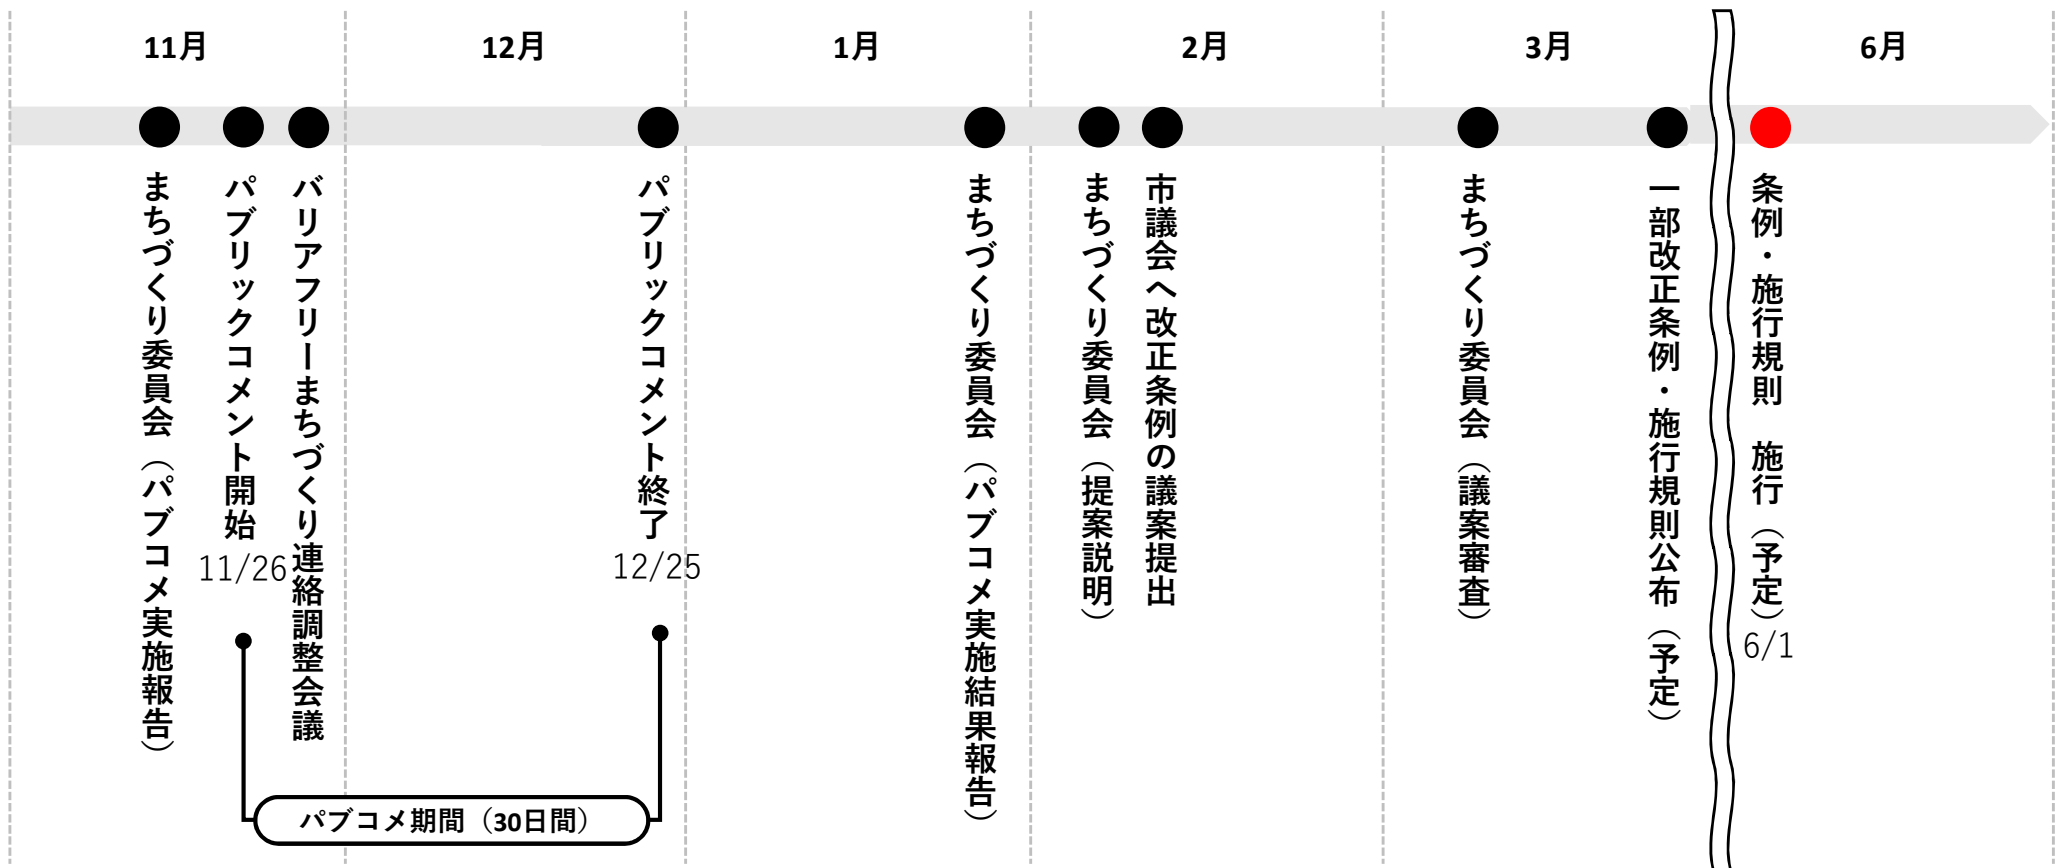 11月
12月
1月
2月
3月
6月
まちづくり委員会（パブコメ実施報告）
パブリックコメント開始
11/26
バリアフリーまちづくり連絡調整会議
パブリックコメント終了
12/25
まちづくり委員会（パブコメ実施結果報告）
まちづくり委員会（提案説明）
市議会へ改正条例の議案提出
まちづくり委員会（議案審査）
一部改正条例・施行規則公布（予定）
条例・施行規則　施行（予定）
6/1
パブコメ期間（30日間）